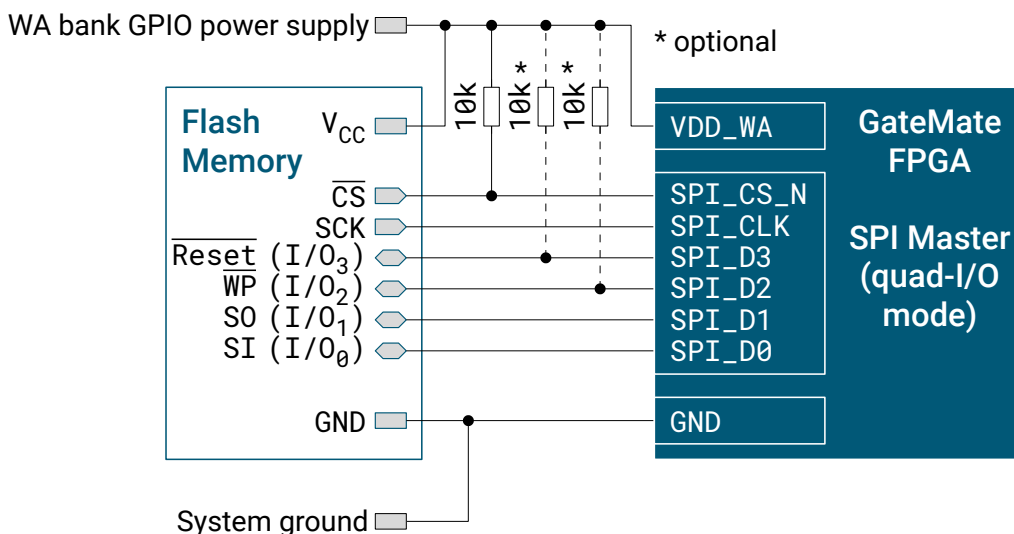 WA bank GPIO power supply
* optional
10k
10k*
10k*
Flash
Memory
VCC
CS
SCK
Reset (I/O3)
WP (I/O2)
SO (I/O1)
SI (I/O0)
GND
VDD_WA
SPI_CS_N
SPI_CLK
SPI_D3
SPI_D2
SPI_D1
SPI_D0
GND
GateMate
FPGA
SPI Master
(quad-I/O
mode)
System ground